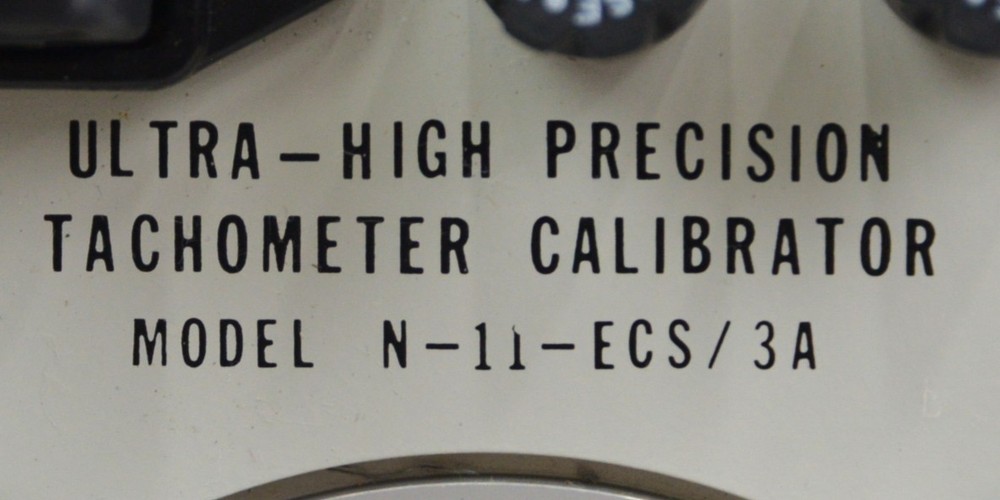 ULTRA-HIGH PRECISION
TACHOMETER CALIBRATOR
MODEL N-11-ECS/3A